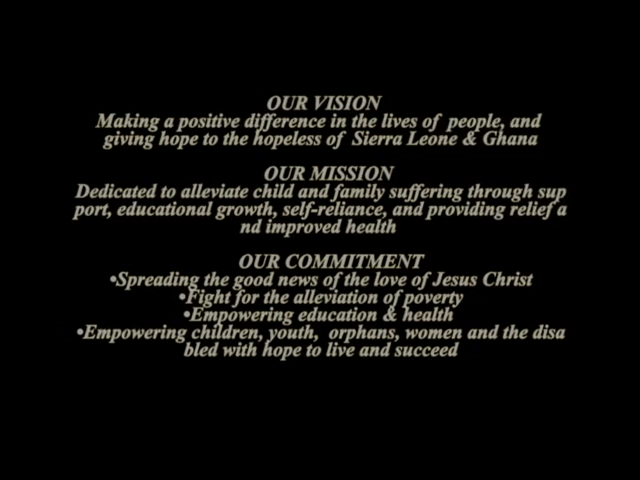 OUR VISION
Making a positive difference in the lives of people, and
giving hope to the hopeless of Sierra Leone & Ghana
OUR MISSION
Dedicated to alleviate child and family suffering through sup
port, educational growth, self-reliance, and providing relief a
nd improved health
OUR COMMITMENT
•Spreading the good news of the love of Jesus Christ
•Fight for the alleviation of poverty
•Empowering education & health
•Empowering children, youth, orphans, women and the disa
bled with hope to live and succeed